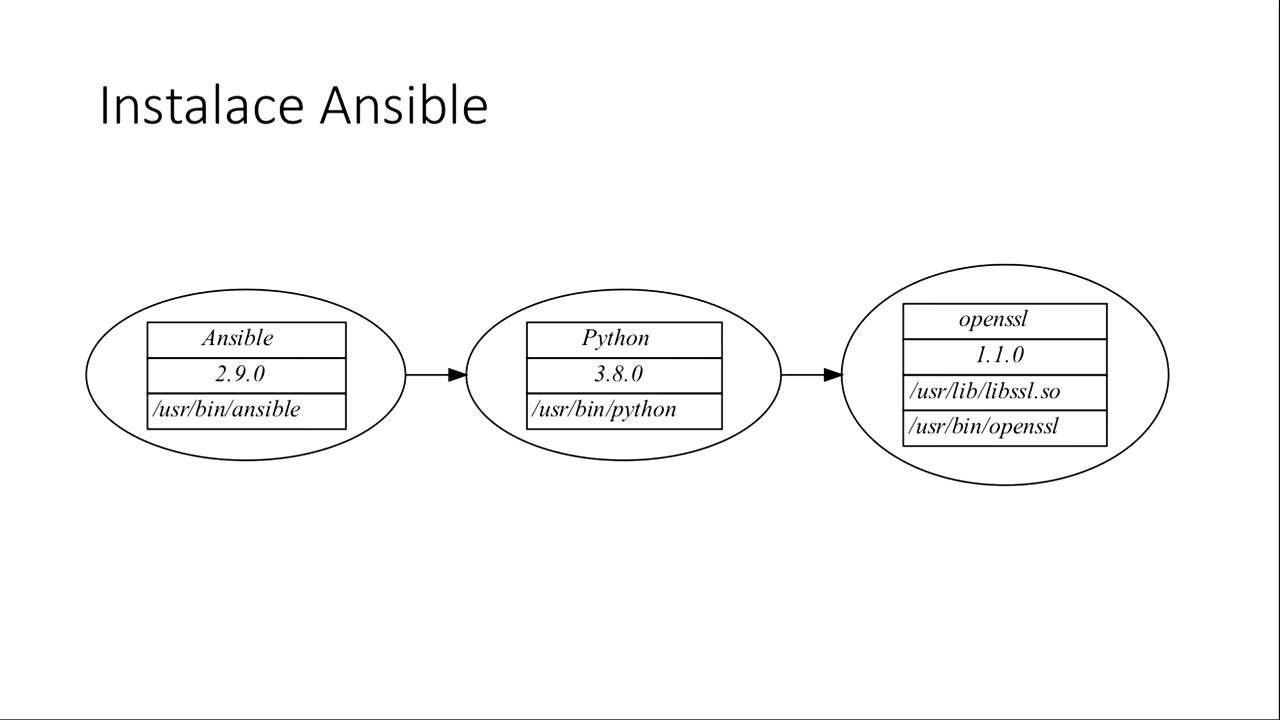 Instalace Ansible
Ansible
2.9.0
/usr/bin/ansible
Python
3.8.0
/usr/bin/python
openssl
1.1.0
/usr/lib/libssl.so
/usr/bin/openssl